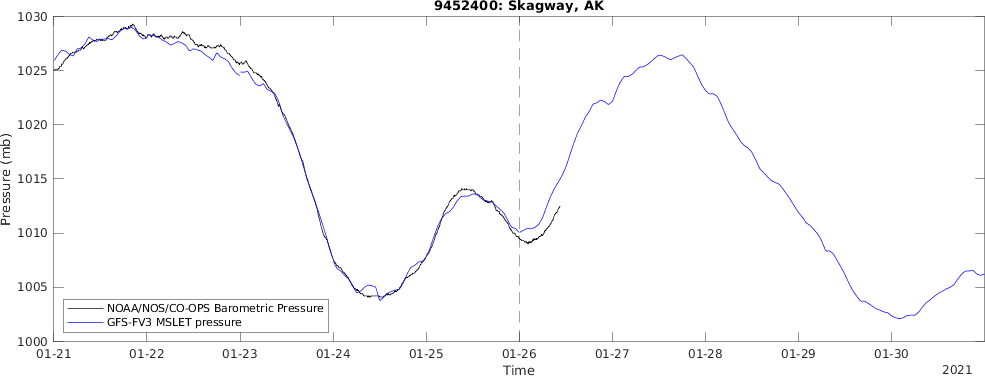 9452400: Skagway, AK
1030
1025
1020
1015
1010
1005
1000
Pressure (mb)
NOAA/NOS/CO-OPS Barometric Pressure
GFS-FV3 MSLET pressure
01-21 01-22 01-23 01-24 01-25 01-26 01-27 01-28 01-29 01-30
Time
2021